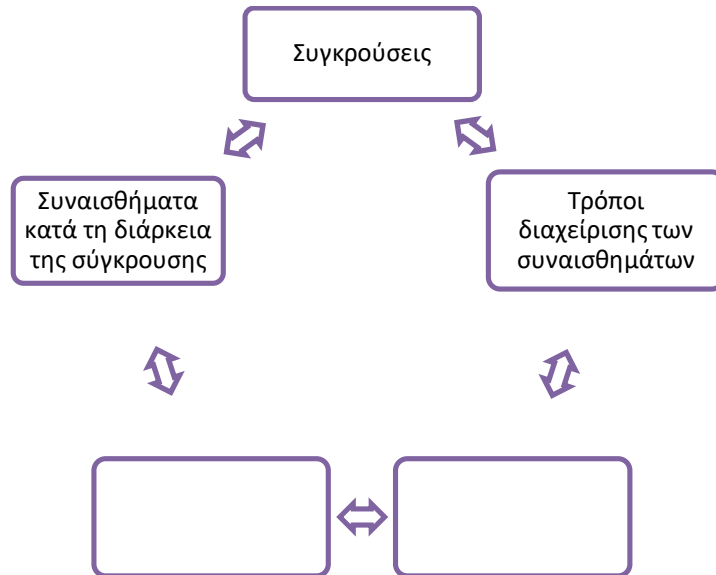 Συγκρούσεις
Συναισθήματα
κατά τη διάρκεια
της σύγκρουσης
Τρόποι
διαχείρισης των
συναισθημάτων